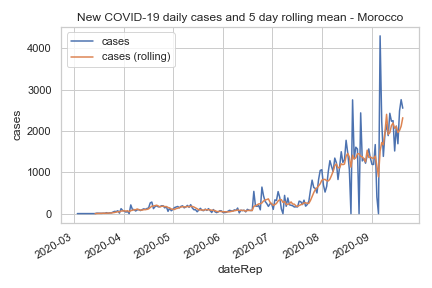 New COVID-19 daily cases and 5 day rolling mean - Morocco
cases
cases (rolling)
4000
3000
2000
1000
0
cases
2020-03
2020-04
2020-05
2020-06
2020-07
2020-08
2020-09
dateRep